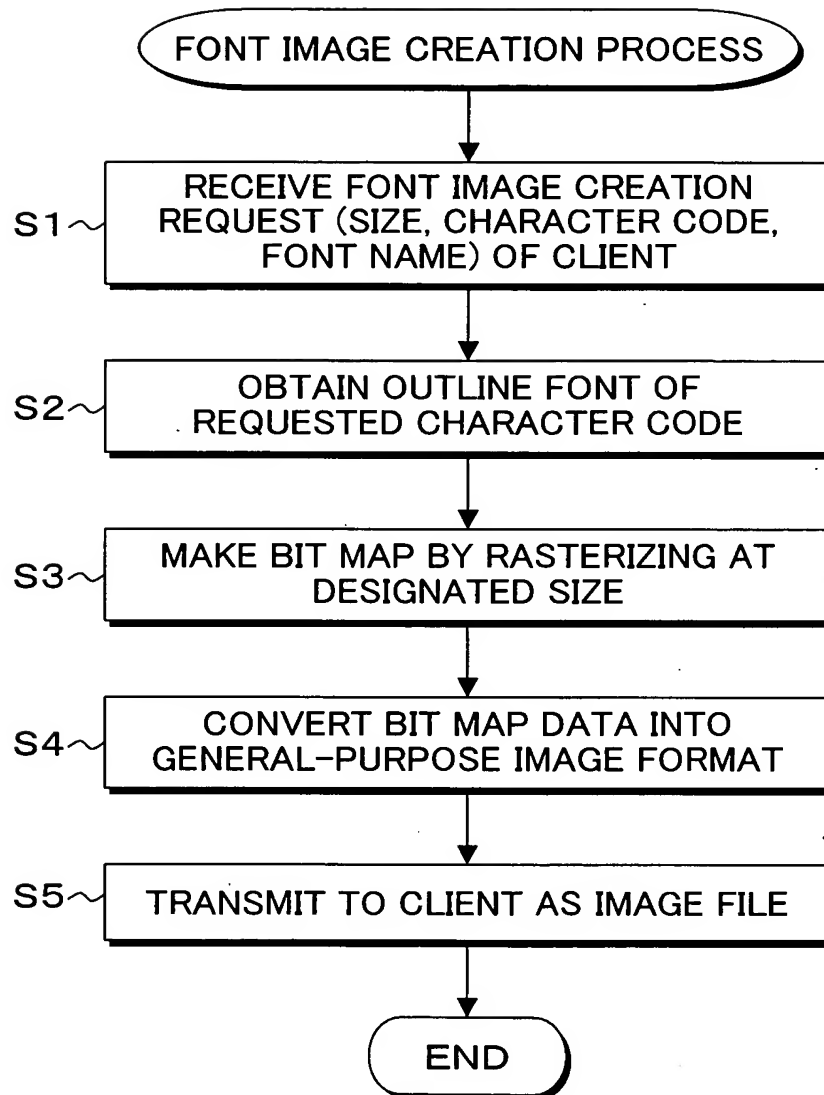 FONT IMAGE CREATION PROCESS
S1
RECEIVE FONT IMAGE CREATION
REQUEST (SIZE, CHARACTER CODE,
FONT NAME) OF CLIENT
S2
OBTAIN OUTLINE FONT OF
REQUESTED CHARACTER CODE
S3
MAKE BIT MAP BY RASTERIZING AT
DESIGNATED SIZE
S4
CONVERT BIT MAP DATA INTO
GENERAL-PURPOSE IMAGE FORMAT
S5
TRANSMIT TO CLIENT AS IMAGE FILE
END